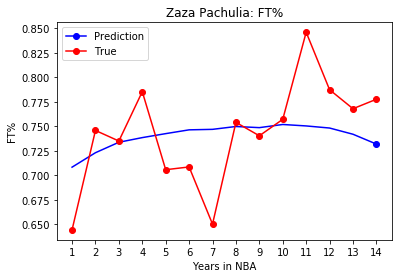 Zaza Pachulia: FT%
Prediction
True
0.850
0.825
0.800
0.775
0.750
0.725
0.700
0.675
0.650
FT%
1 2 3 4 5 6 7 8 9 10 11 12 13 14
Years in NBA